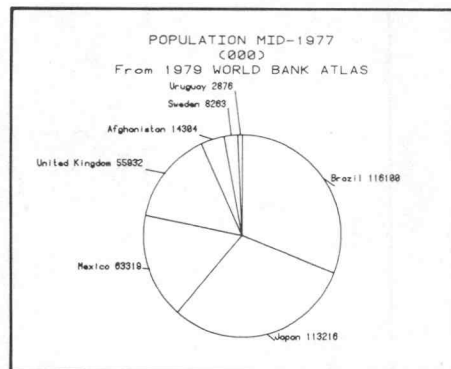 POPULATION MID-1977
(000)
From 1979 WORLD BANK ATLAS
Uruguay 2876
Sweden 8263
Afghanistan 14304
United Kingdom 55932
Brazil 116100
Mexico 63319
Japan 113216